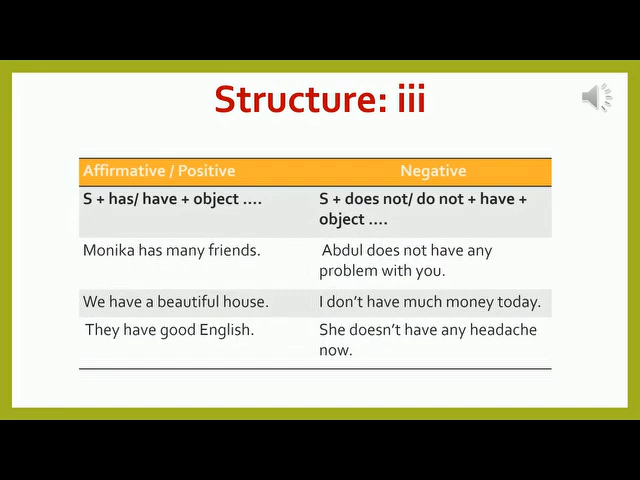 Structure: iii
Affirmative / Positive
Negative
S + has/ have + object ....
S + does not/ do not + have +
object ....
Monika has many friends.
Abdul does not have any
problem with you.
We have a beautiful house.
I don't have much money today.
They have good English.
She doesn't have any headache
now.